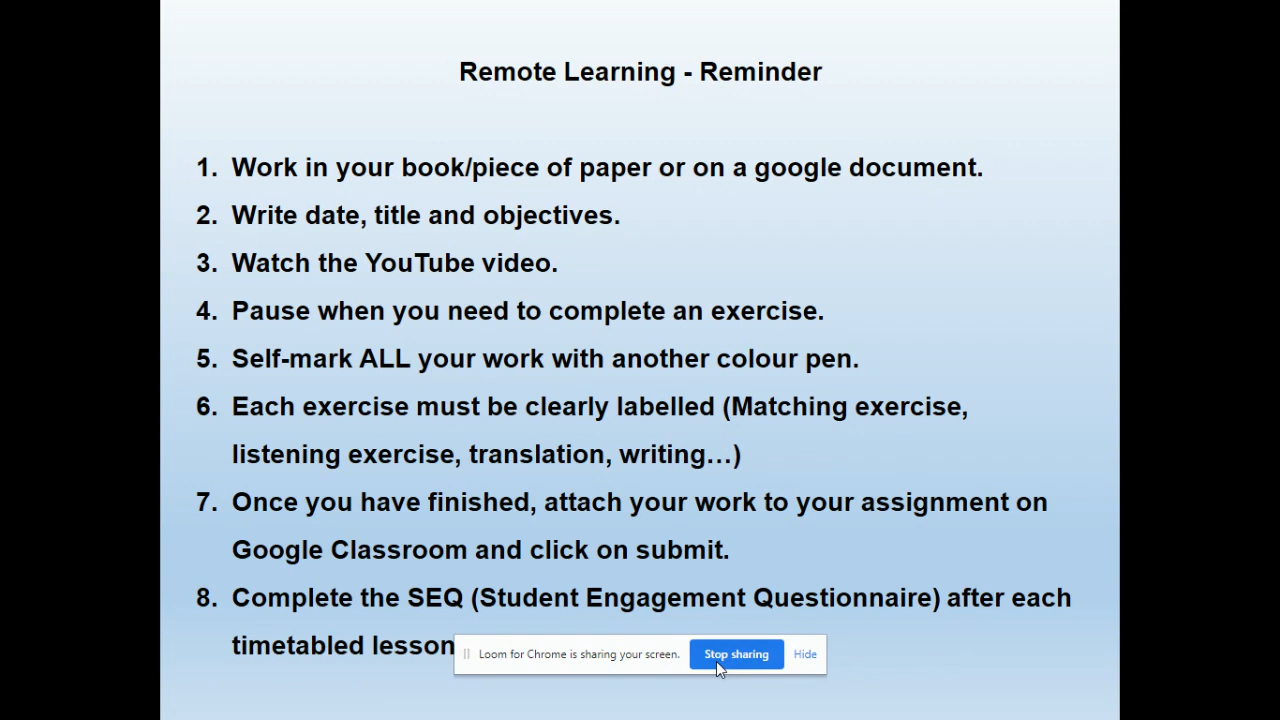 Remote Learning - Reminder
1. Work in your book/piece of paper or on a google document.
2. Write date, title and objectives.
3. Watch the YouTube video.
4. Pause when you need to complete an exercise.
5. Self-mark ALL your work with another colour pen.
6. Each exercise must be clearly labelled (Matching exercise,
listening exercise, translation, writing…)
7. Once you have finished, attach your work to your assignment on
Google Classroom and click on submit.
8. Complete the SEQ (Student Engagement Questionnaire) after each
timetabled lesson
Loom for Chrome is sharing your screen. Stop sharing Hide